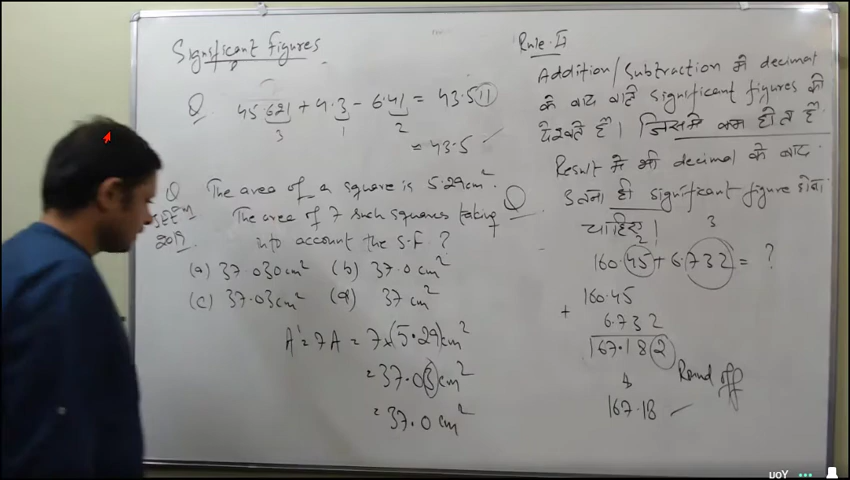 Significant figures
Q. 45.621 + 4.3 - 6.41 = 43.511
3 1 2
= 43.5
Q The area of a square is 5.29 cm².
The area of 7 such squares taking
into account the S.F ?
2019
(a) 37.030 cm² (b) 37.0 cm²
(c) 37.03 cm² (d) 37 cm²
A' = 7A = 7 × (5.29) cm²
= 37.03 cm²
= 37.0 cm²
Rule-II
Addition/Subtraction में decimal
के बाद वाले significant figures को
देखते हैं। जिसमे कम होता है
Result में भी decimal के बाद
उतना ही significant figure होना
चाहिए।
2 3
160.45 + 6.732 = ?
160.45
+ 6.732
167.182
Round off
167.18